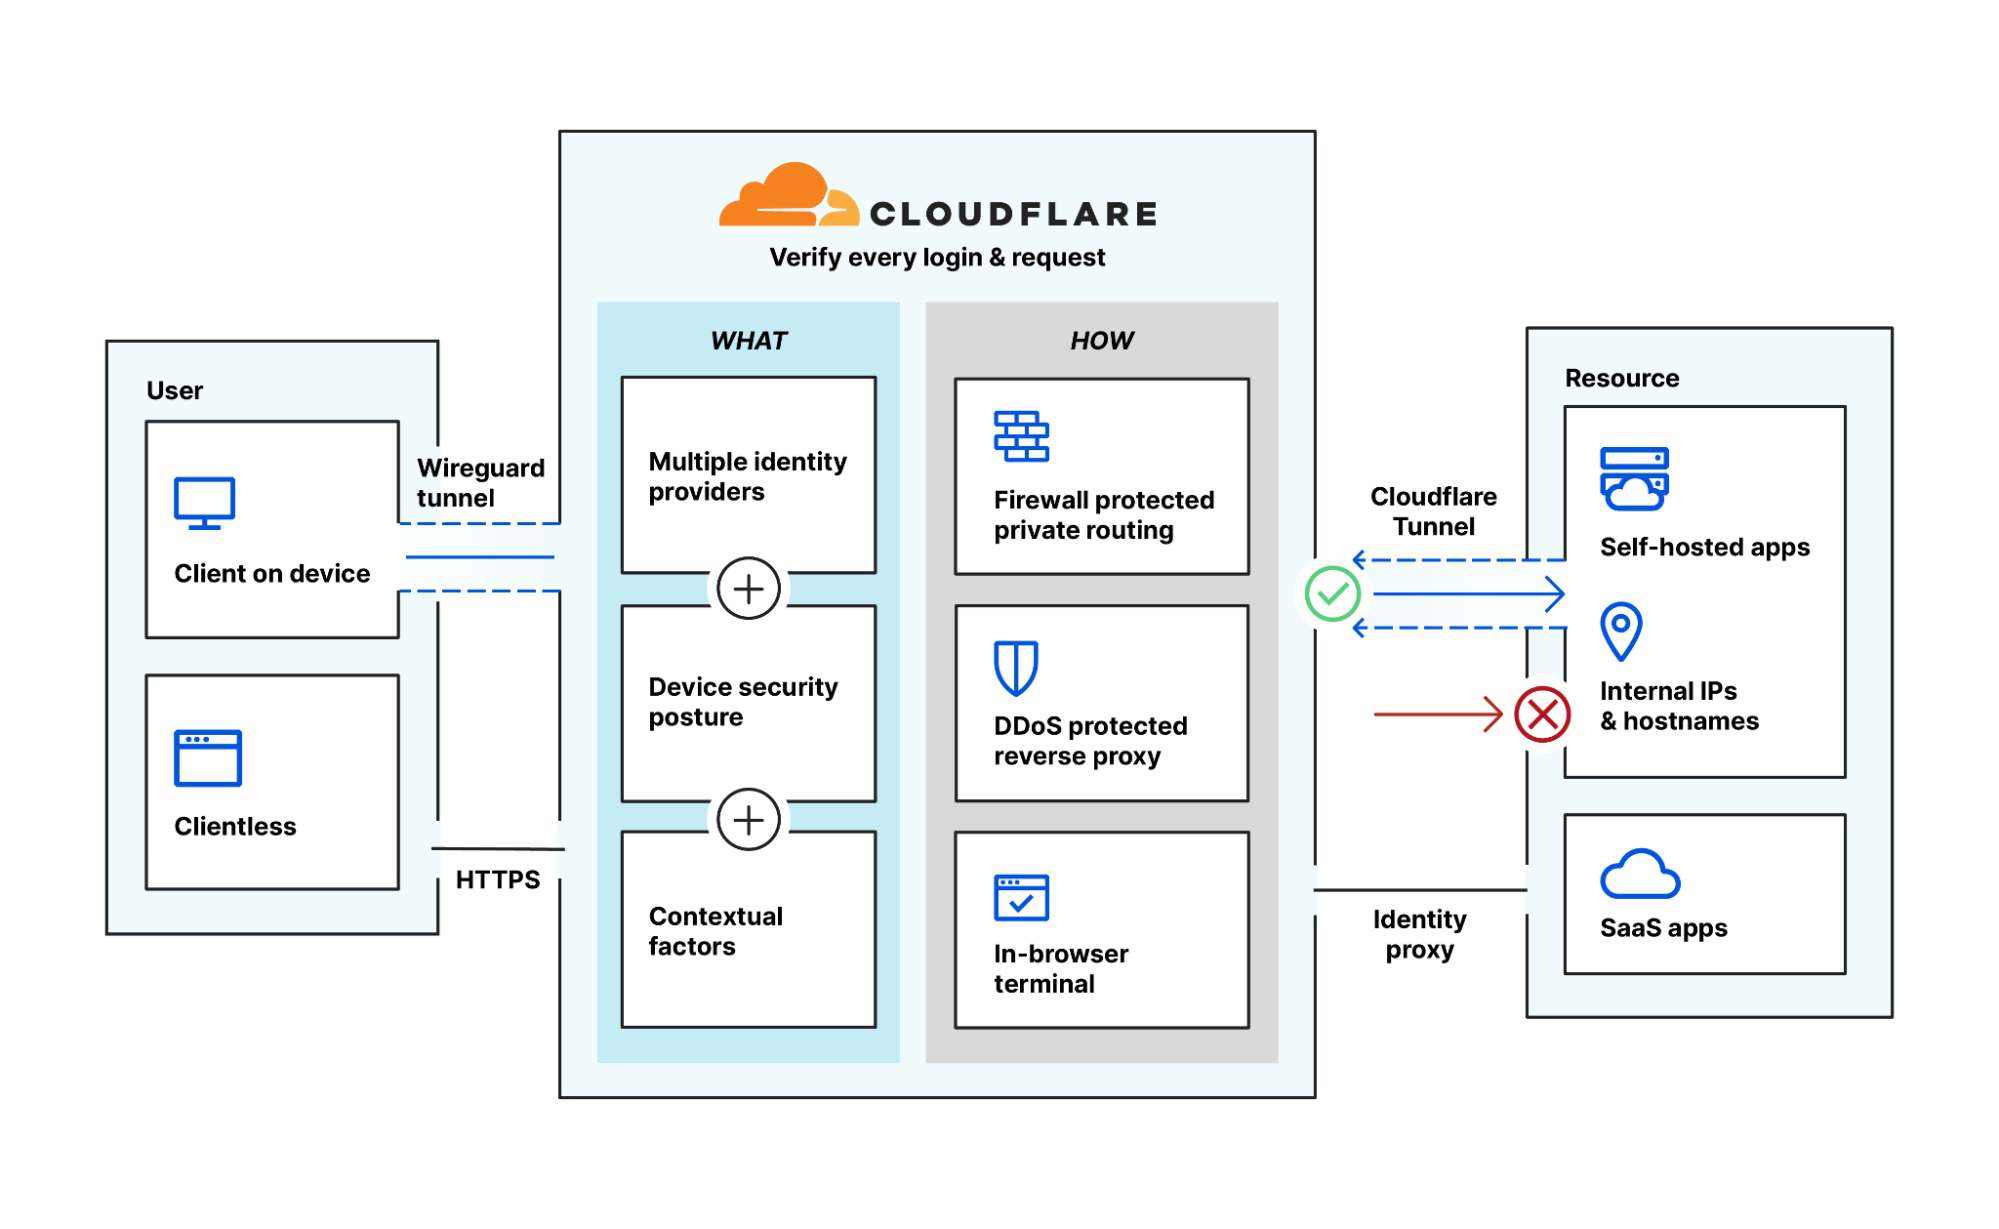 CLOUDFLARE
Verify every login & request
User
Client on device
Clientless
Wireguard
tunnel
HTTPS
WHAT
Multiple identity
providers
Device security
posture
Contextual
factors
HOW
Firewall protected
private routing
DDoS protected
reverse proxy
In-browser
terminal
Cloudflare
Tunnel
Identity
proxy
Resource
Self-hosted apps
Internal IPs
& hostnames
SaaS apps